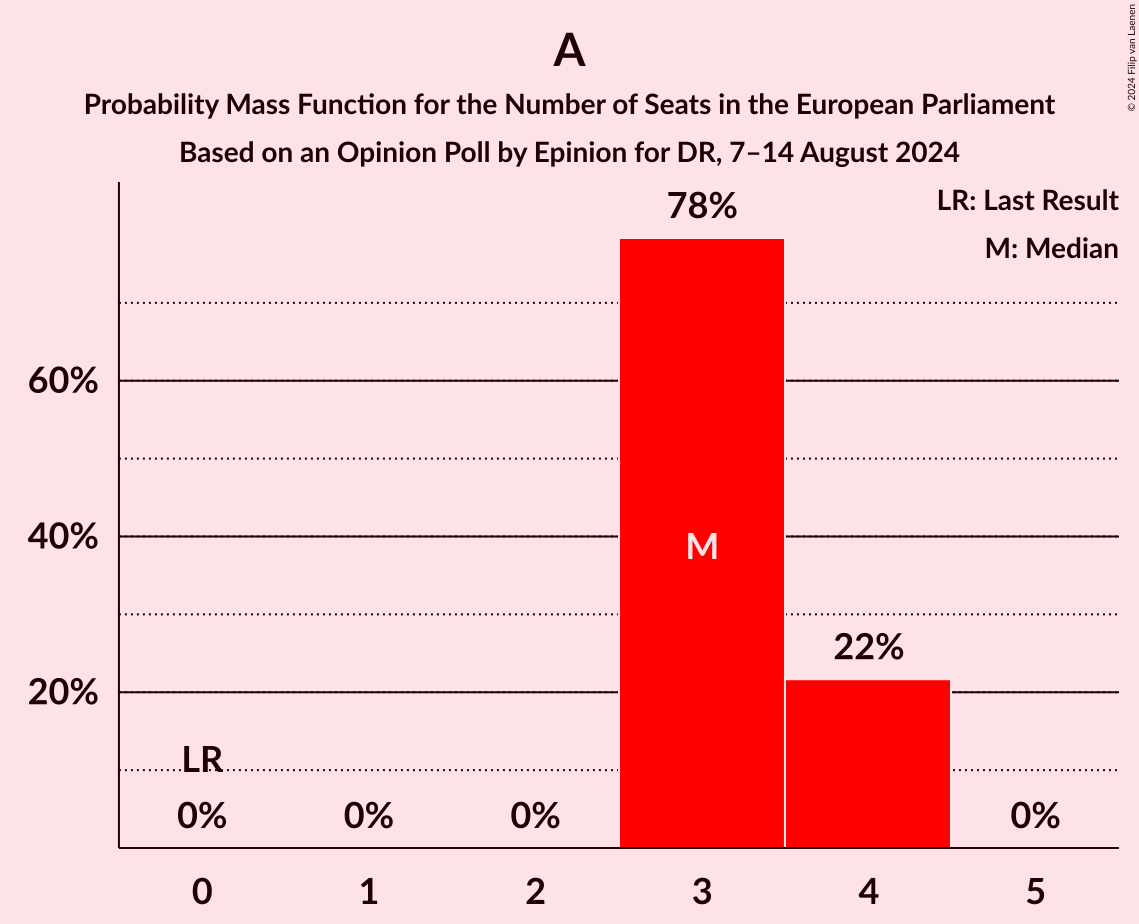 A
Probability Mass Function for the Number of Seats in the European Parliament
Based on an Opinion Poll by Epinion for DR, 7–14 August 2024
© 2024 Filip van Laenen
LR: Last Result
M: Median
78%
60%
40%
M
22%
20%
LR
0% 0% 0% 0%
0 1 2 3 4 5